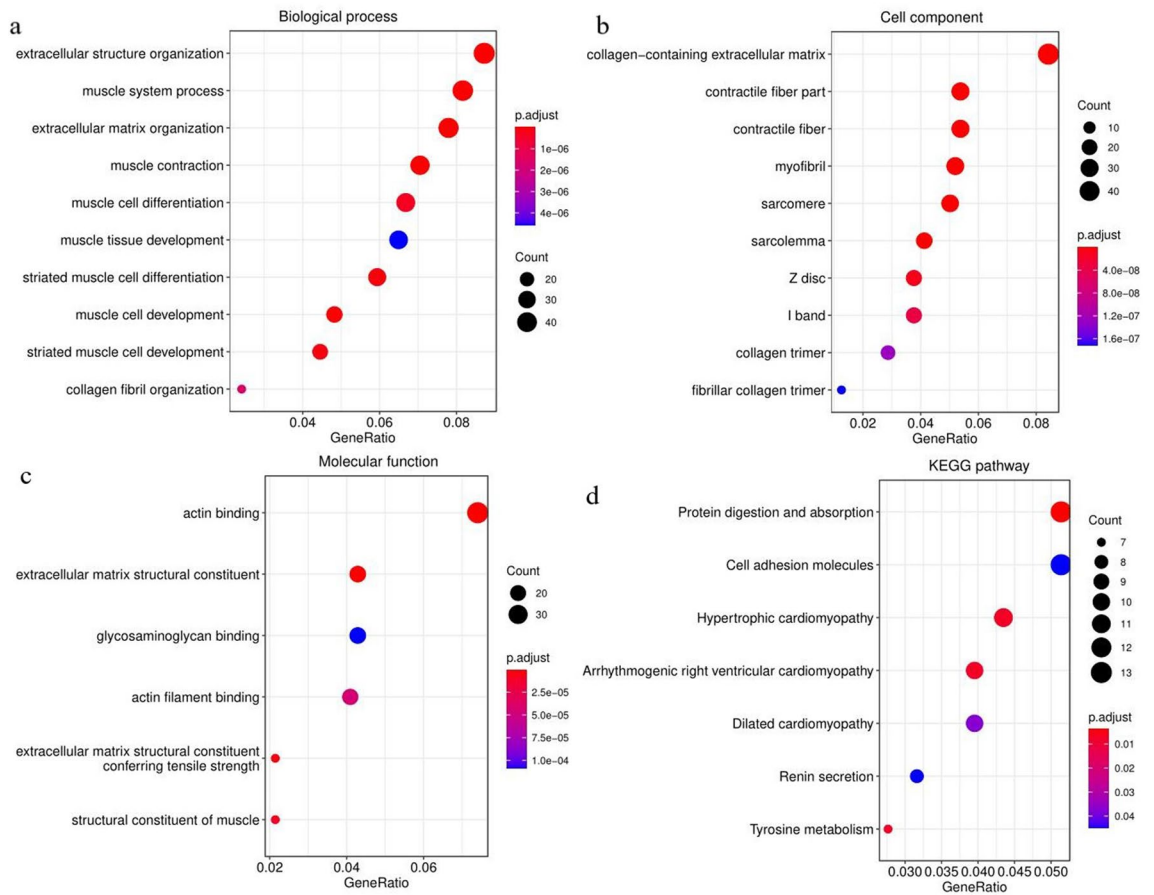 a
Biological process
extracellular structure organization
muscle system process
extracellular matrix organization
muscle contraction
muscle cell differentiation
muscle tissue development
striated muscle cell differentiation
muscle cell development
striated muscle cell development
collagen fibril organization
0.04 0.06 0.08
GeneRatio
p.adjust
1e−06
2e−06
3e−06
4e−06
Count
20
30
40
b
Cell component
collagen−containing extracellular matrix
contractile fiber part
contractile fiber
myofibril
sarcomere
sarcolemma
Z disc
I band
collagen trimer
fibrillar collagen trimer
0.02 0.04 0.06 0.08
GeneRatio
Count
10
20
30
40
p.adjust
4.0e−08
8.0e−08
1.2e−07
1.6e−07
c
Molecular function
actin binding
extracellular matrix structural constituent
glycosaminoglycan binding
actin filament binding
extracellular matrix structural constituent
conferring tensile strength
structural constituent of muscle
0.02 0.04 0.06
GeneRatio
Count
20
30
p.adjust
2.5e−05
5.0e−05
7.5e−05
1.0e−04
d
KEGG pathway
Protein digestion and absorption
Cell adhesion molecules
Hypertrophic cardiomyopathy
Arrhythmogenic right ventricular cardiomyopathy
Dilated cardiomyopathy
Renin secretion
Tyrosine metabolism
0.030 0.035 0.040 0.045 0.050
GeneRatio
Count
7
8
9
10
11
12
13
p.adjust
0.01
0.02
0.03
0.04